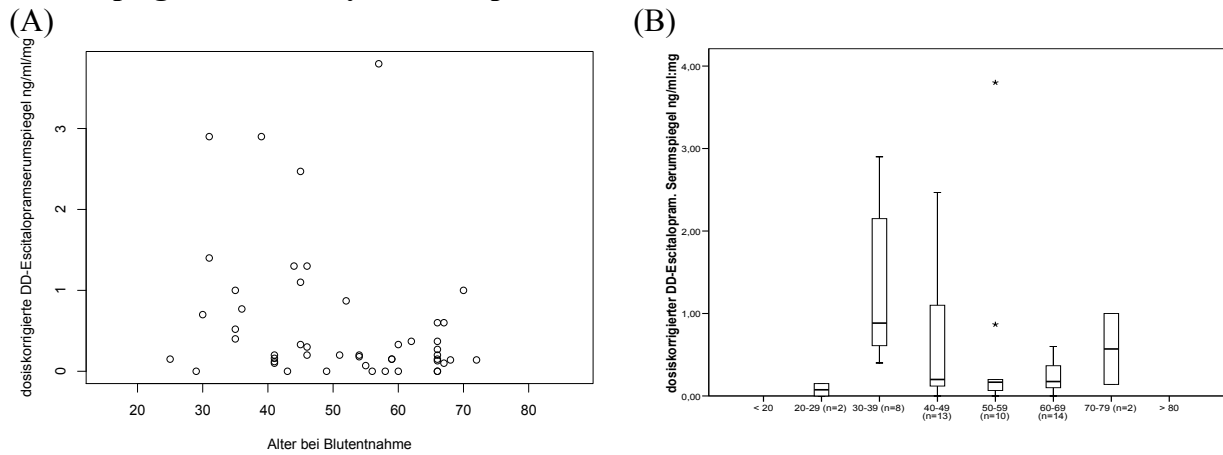 (A)
dosiskorrigierte DD-Escitalopramserumspiegel ng/ml/mg
3
2
1
0
20 30 40 50 60 70 80
Alter bei Blutentnahme
(B)
dosiskorrigierter DD-Escitalopram. Serumspiegel ng/ml:mg
4,00
3,00
2,00
1,00
0,00
< 20 20-29 (n=2) 30-39 (n=8) 40-49 50-59 60-69 70-79 (n=2) > 80
(n=13) (n=10) (n=14)